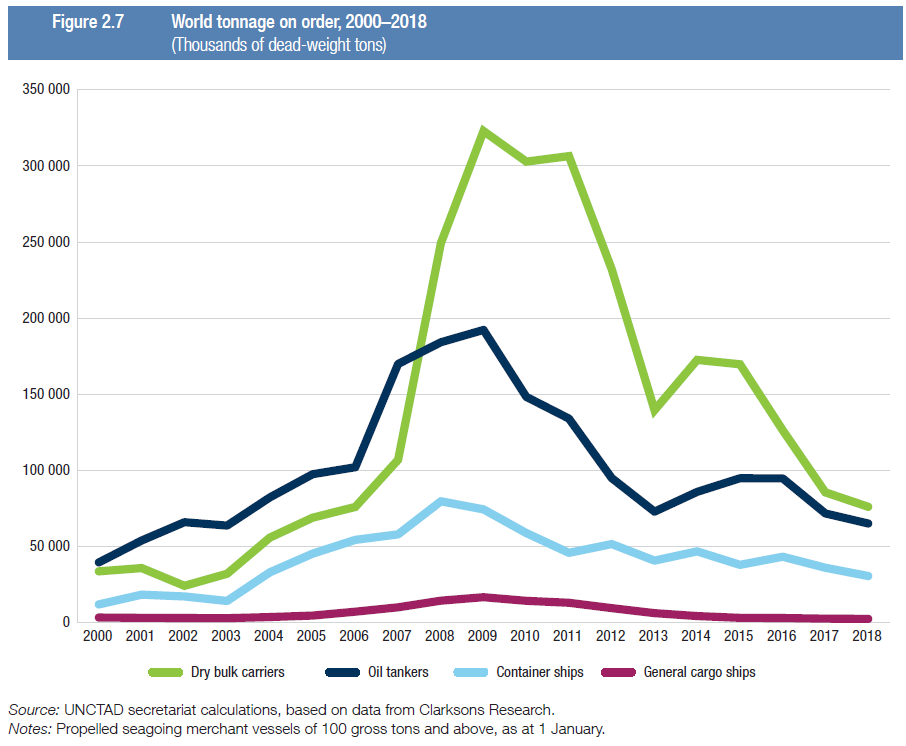 Figure 2.7 World tonnage on order, 2000–2018
(Thousands of dead-weight tons)
350 000
300 000
250 000
200 000
150 000
100 000
50 000
0
2000 2001 2002 2003 2004 2005 2006 2007 2008 2009 2010 2011 2012 2013 2014 2015 2016 2017 2018
Dry bulk carriers Oil tankers Container ships General cargo ships
Source: UNCTAD secretariat calculations, based on data from Clarksons Research.
Notes: Propelled seagoing merchant vessels of 100 gross tons and above, as at 1 January.